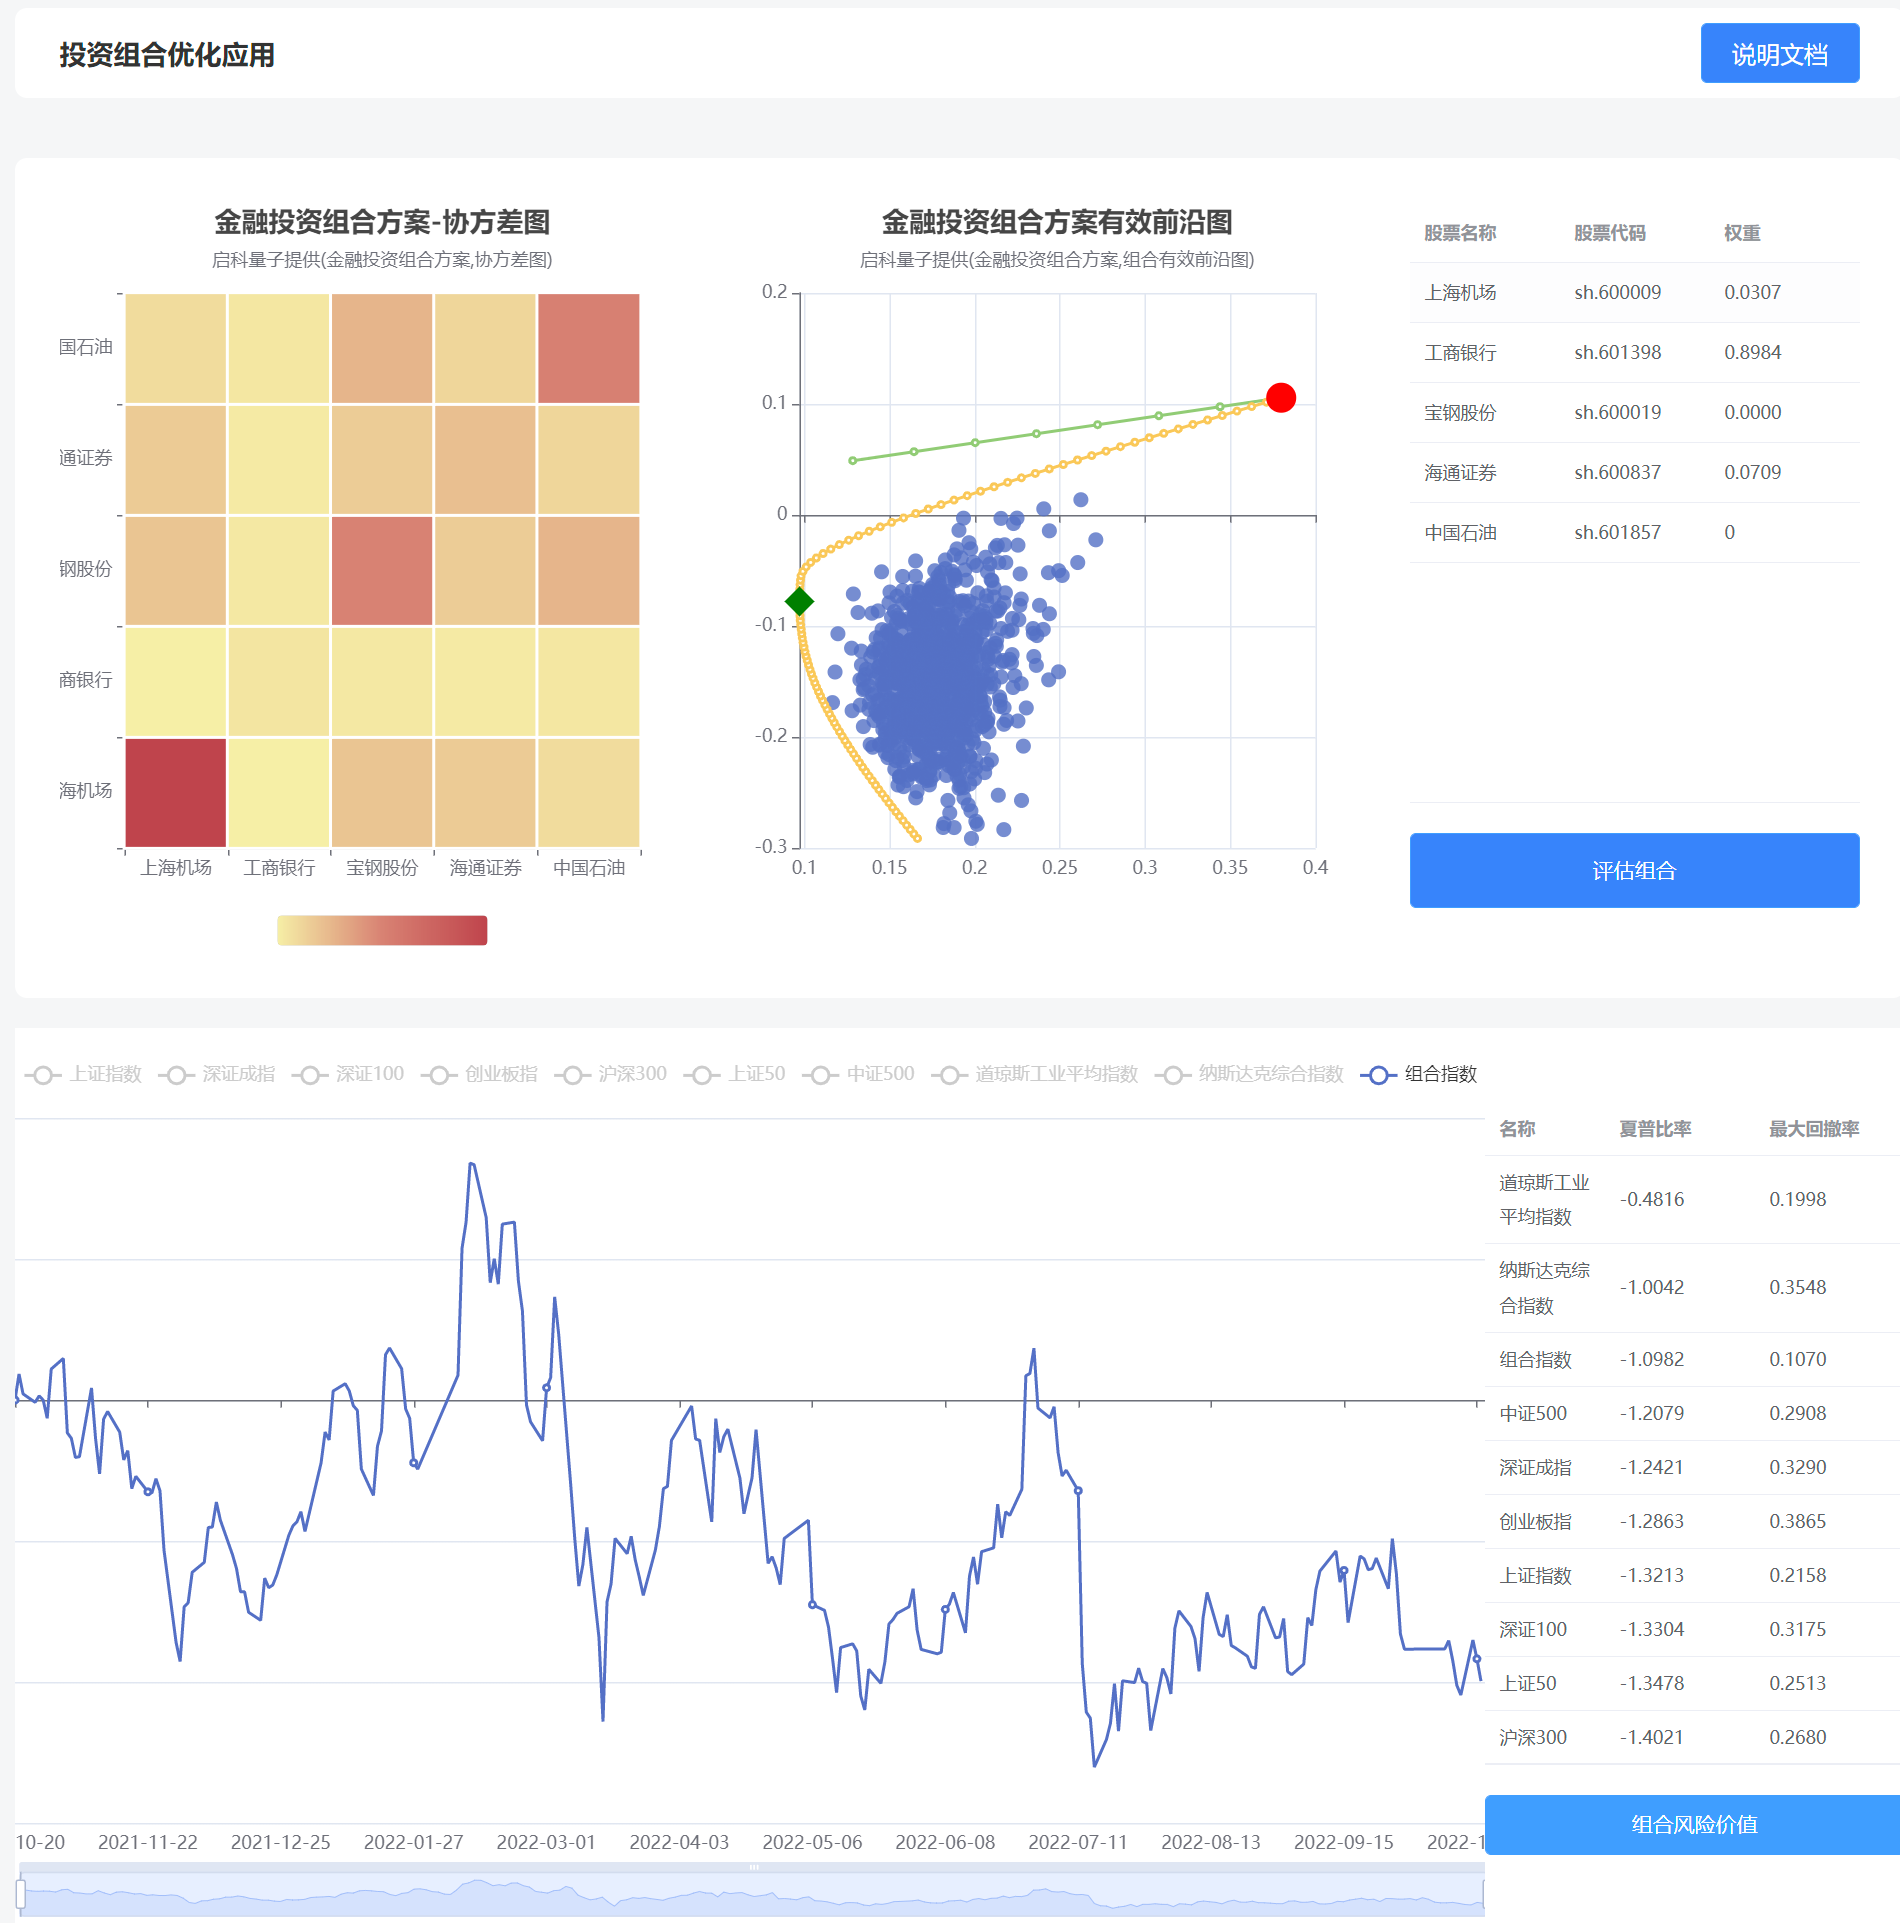 投资组合优化应用
说明文档
金融投资组合方案-协方差图
启科量子提供(金融投资组合方案,协方差图)
国石油
通证券
钢股份
商银行
海机场
上海机场 工商银行 宝钢股份 海通证券 中国石油
金融投资组合方案有效前沿图
启科量子提供(金融投资组合方案,组合有效前沿图)
0.2
0.1
0
-0.1
-0.2
-0.3
0.1 0.15 0.2 0.25 0.3 0.35 0.4
股票名称 股票代码 权重
上海机场 sh.600009 0.0307
工商银行 sh.601398 0.8984
宝钢股份 sh.600019 0.0000
海通证券 sh.600837 0.0709
中国石油 sh.601857 0
评估组合
上证指数 深证成指 深证100 创业板指 沪深300 上证50 中证500 道琼斯工业平均指数 纳斯达克综合指数 组合指数
10-20 2021-11-22 2021-12-25 2022-01-27 2022-03-01 2022-04-03 2022-05-06 2022-06-08 2022-07-11 2022-08-13 2022-09-15 2022-1
名称 夏普比率 最大回撤率
道琼斯工业
平均指数 -0.4816 0.1998
纳斯达克综
合指数 -1.0042 0.3548
组合指数 -1.0982 0.1070
中证500 -1.2079 0.2908
深证成指 -1.2421 0.3290
创业板指 -1.2863 0.3865
上证指数 -1.3213 0.2158
深证100 -1.3304 0.3175
上证50 -1.3478 0.2513
沪深300 -1.4021 0.2680
组合风险价值